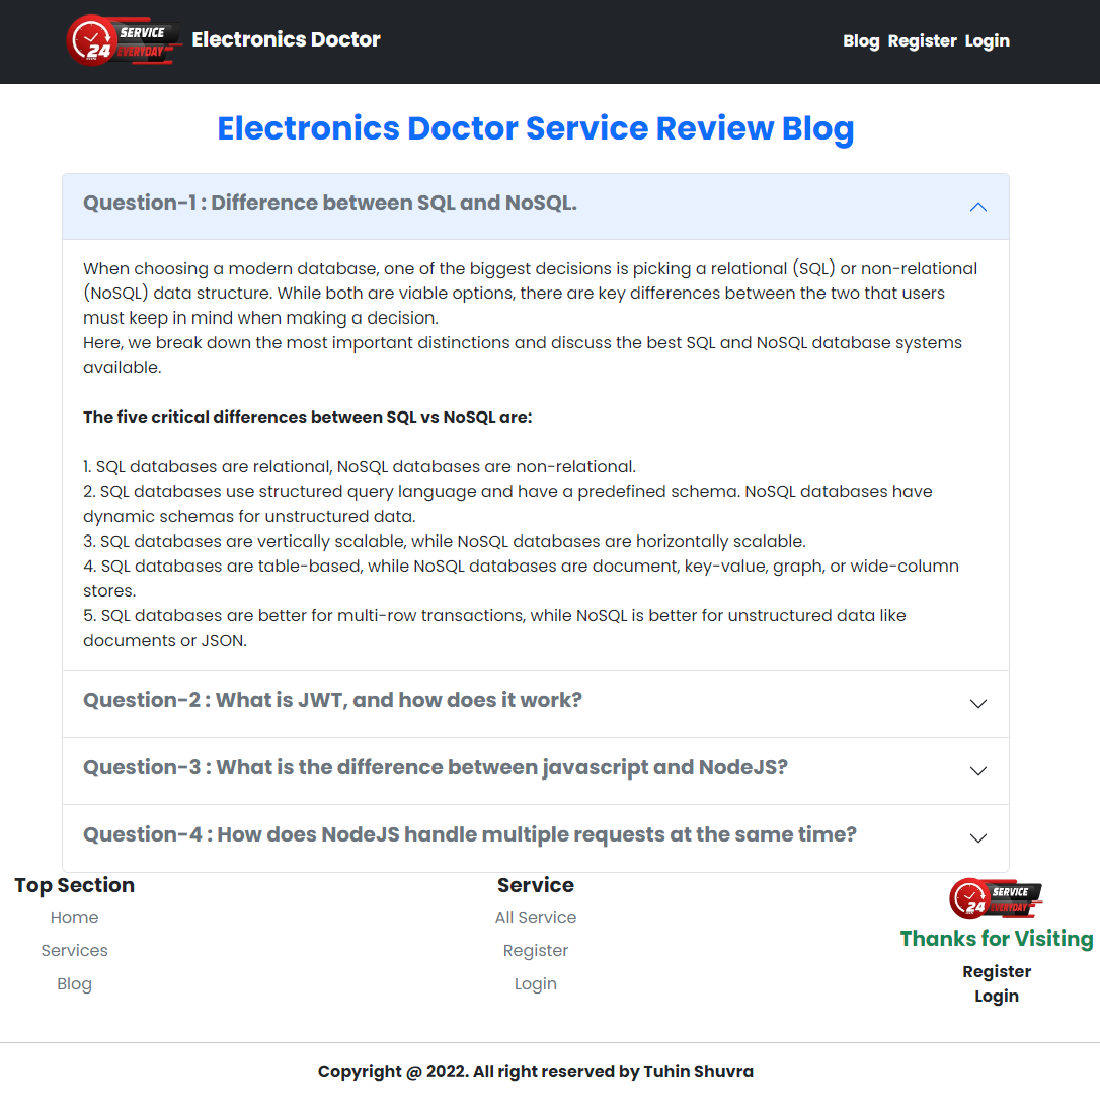 24
SERVICE
EVERYDAY
Electronics Doctor
Blog Register Login
Electronics Doctor Service Review Blog
Question-1 : Difference between SQL and NoSQL.
When choosing a modern database, one of the biggest decisions is picking a relational (SQL) or non-relational
(NoSQL) data structure. While both are viable options, there are key differences between the two that users
must keep in mind when making a decision.
Here, we break down the most important distinctions and discuss the best SQL and NoSQL database systems
available.
The five critical differences between SQL vs NoSQL are:
1. SQL databases are relational, NoSQL databases are non-relational.
2. SQL databases use structured query language and have a predefined schema. NoSQL databases have
dynamic schemas for unstructured data.
3. SQL databases are vertically scalable, while NoSQL databases are horizontally scalable.
4. SQL databases are table-based, while NoSQL databases are document, key-value, graph, or wide-column
stores.
5. SQL databases are better for multi-row transactions, while NoSQL is better for unstructured data like
documents or JSON.
Question-2 : What is JWT, and how does it work?
Question-3 : What is the difference between javascript and NodeJS?
Question-4 : How does NodeJS handle multiple requests at the same time?
Top Section
Home
Services
Blog
Service
All Service
Register
Login
24
SERVICE
EVERYDAY
Thanks for Visiting
Register
Login
Copyright @ 2022. All right reserved by Tuhin Shuvra